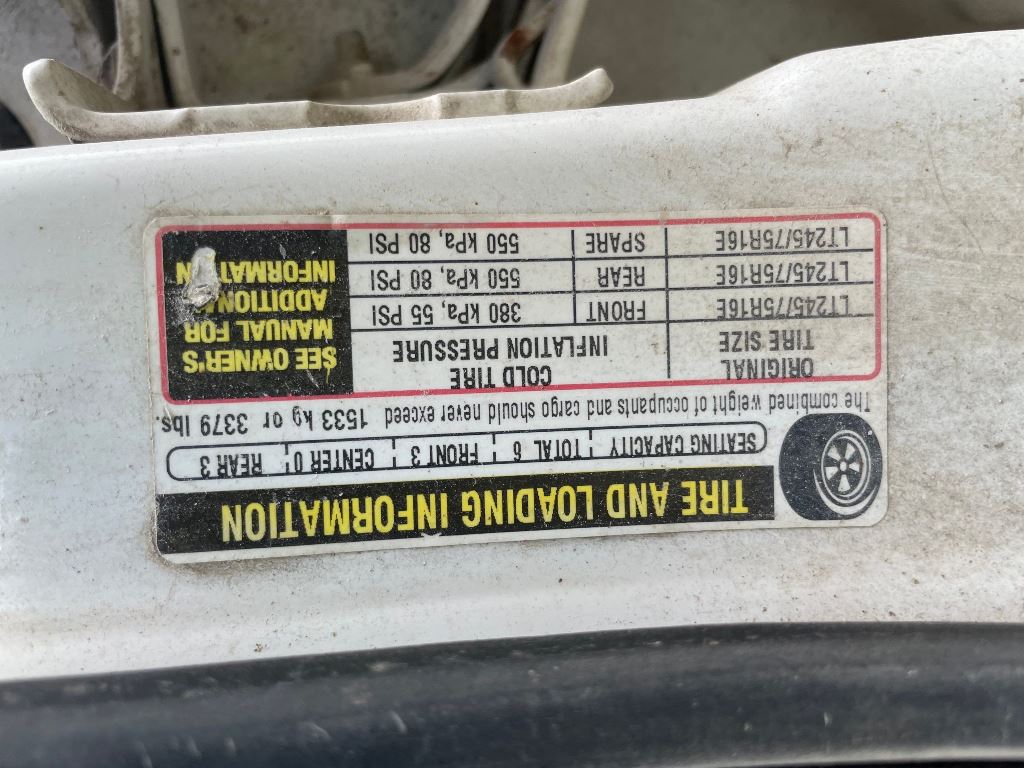 TIRE AND LOADING INFORMATION
SEATING CAPACITY TOTAL 6 FRONT 3 CENTER 0 REAR 3
The combined weight of occupants and cargo should never exceed 1533 kg or 3379 lbs.
ORIGINAL TIRE SIZE
COLD TIRE INFLATION PRESSURE
LT245/75R16E FRONT 380 kPa, 55 PSI
LT245/75R16E REAR 550 kPa, 80 PSI
LT245/75R16E SPARE 550 kPa, 80 PSI
SEE OWNER'S
MANUAL FOR
ADDITIONAL
INFORMATION